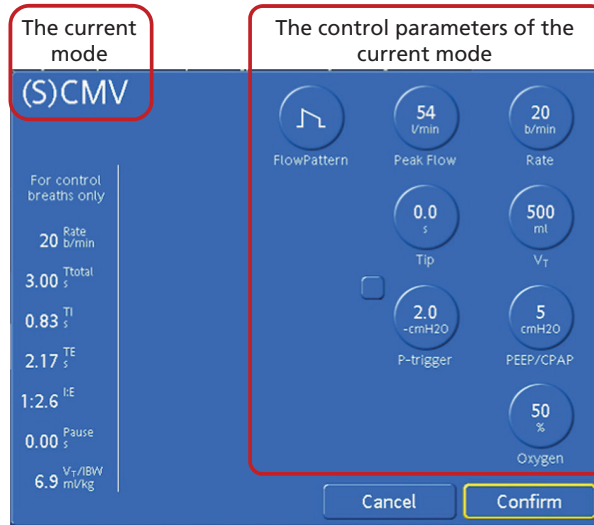 The current
mode
The control parameters of the
current mode
(S)CMV
For control
breaths only
20 Rate b/min
3.00 Ttotal s
0.83 TI s
2.17 TE s
1:2.6 I:E
0.00 Pause s
6.9 VT/IBW ml/kg
FlowPattern
54
l/min
Peak Flow
20
b/min
Rate
0.0
s
Tip
500
ml
VT
2.0
-cmH2O
P-trigger
5
cmH2O
PEEP/CPAP
50
%
Oxygen
Cancel
Confirm